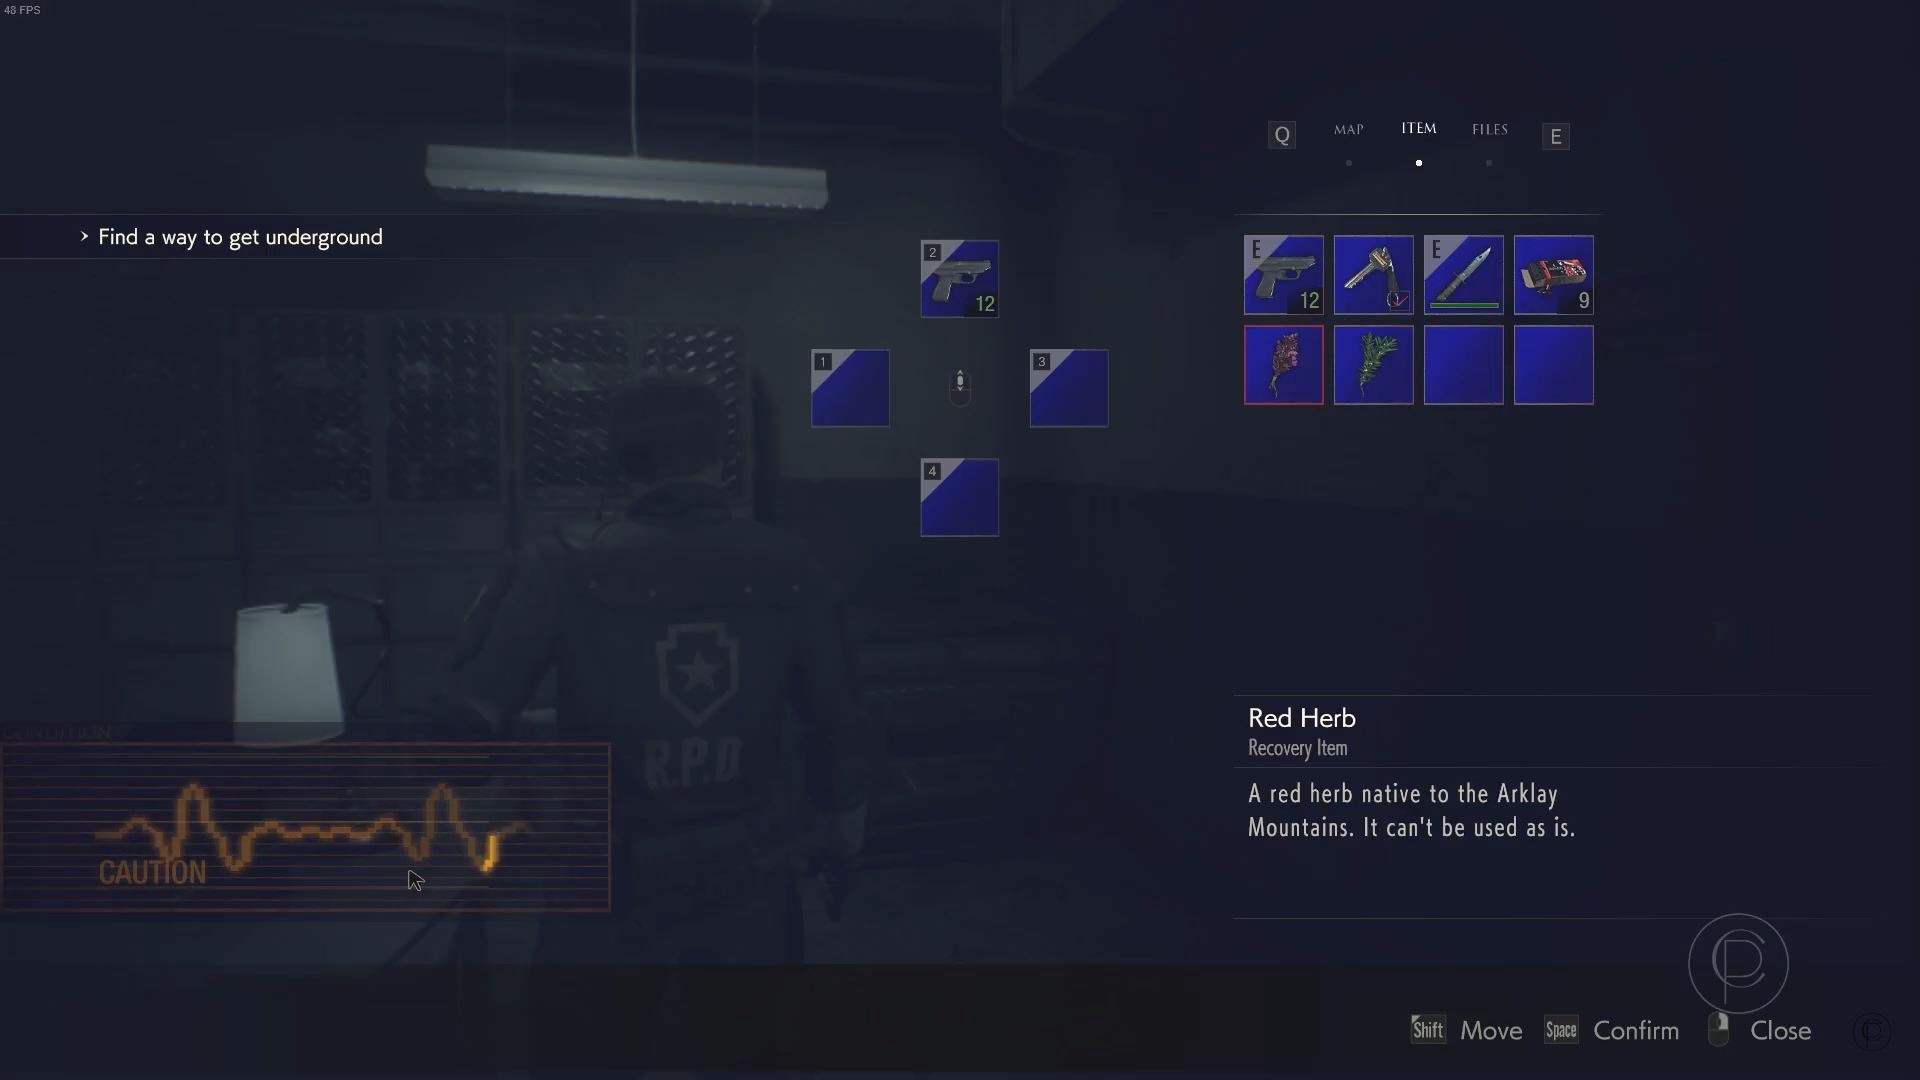 48 FPS
Q MAP ITEM FILES E
> Find a way to get underground
2
12
1
3
4
E 12
E
9
R.P.D
CONDITION
CAUTION
Red Herb
Recovery Item
A red herb native to the Arklay
Mountains. It can't be used as is.
Shift Move Space Confirm Close